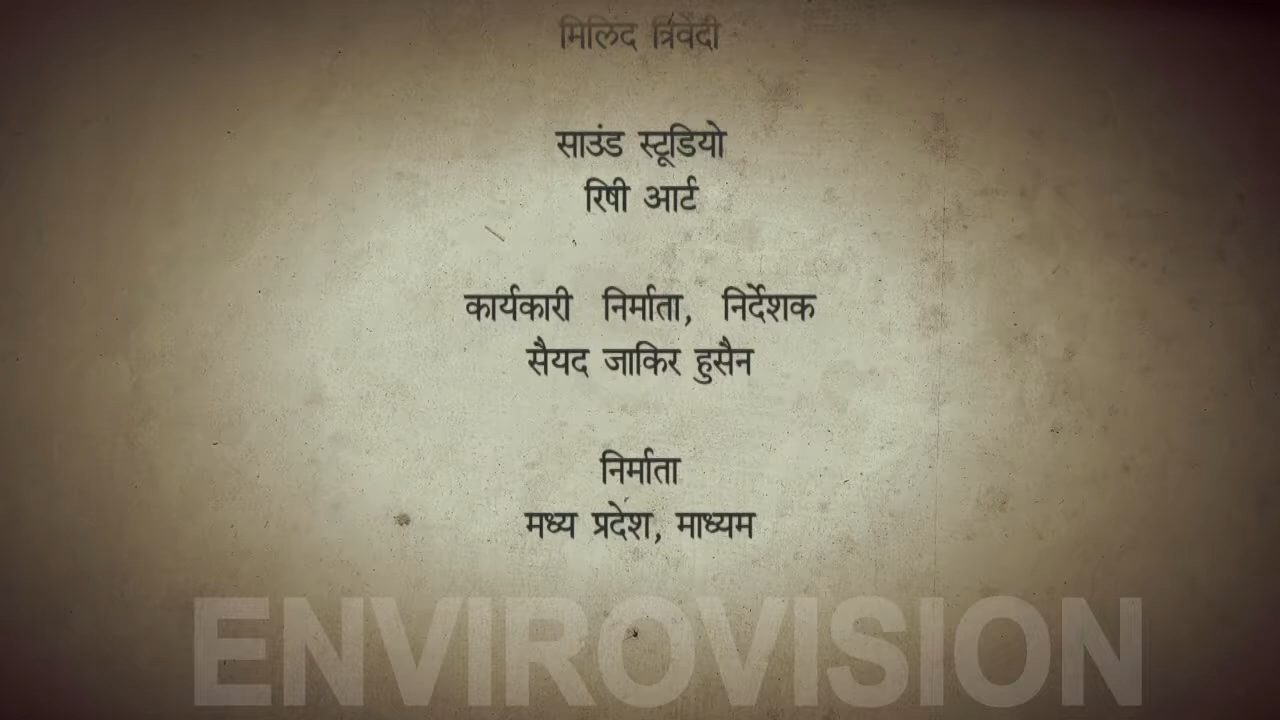 मिलिद त्रिवेदी
साउंड स्टूडियो
रिषी आर्ट
कार्यकारी निर्माता, निर्देशक
सैयद जाकिर हुसैन
निर्माता
मध्य प्रदेश, माध्यम
ENVIROVISION